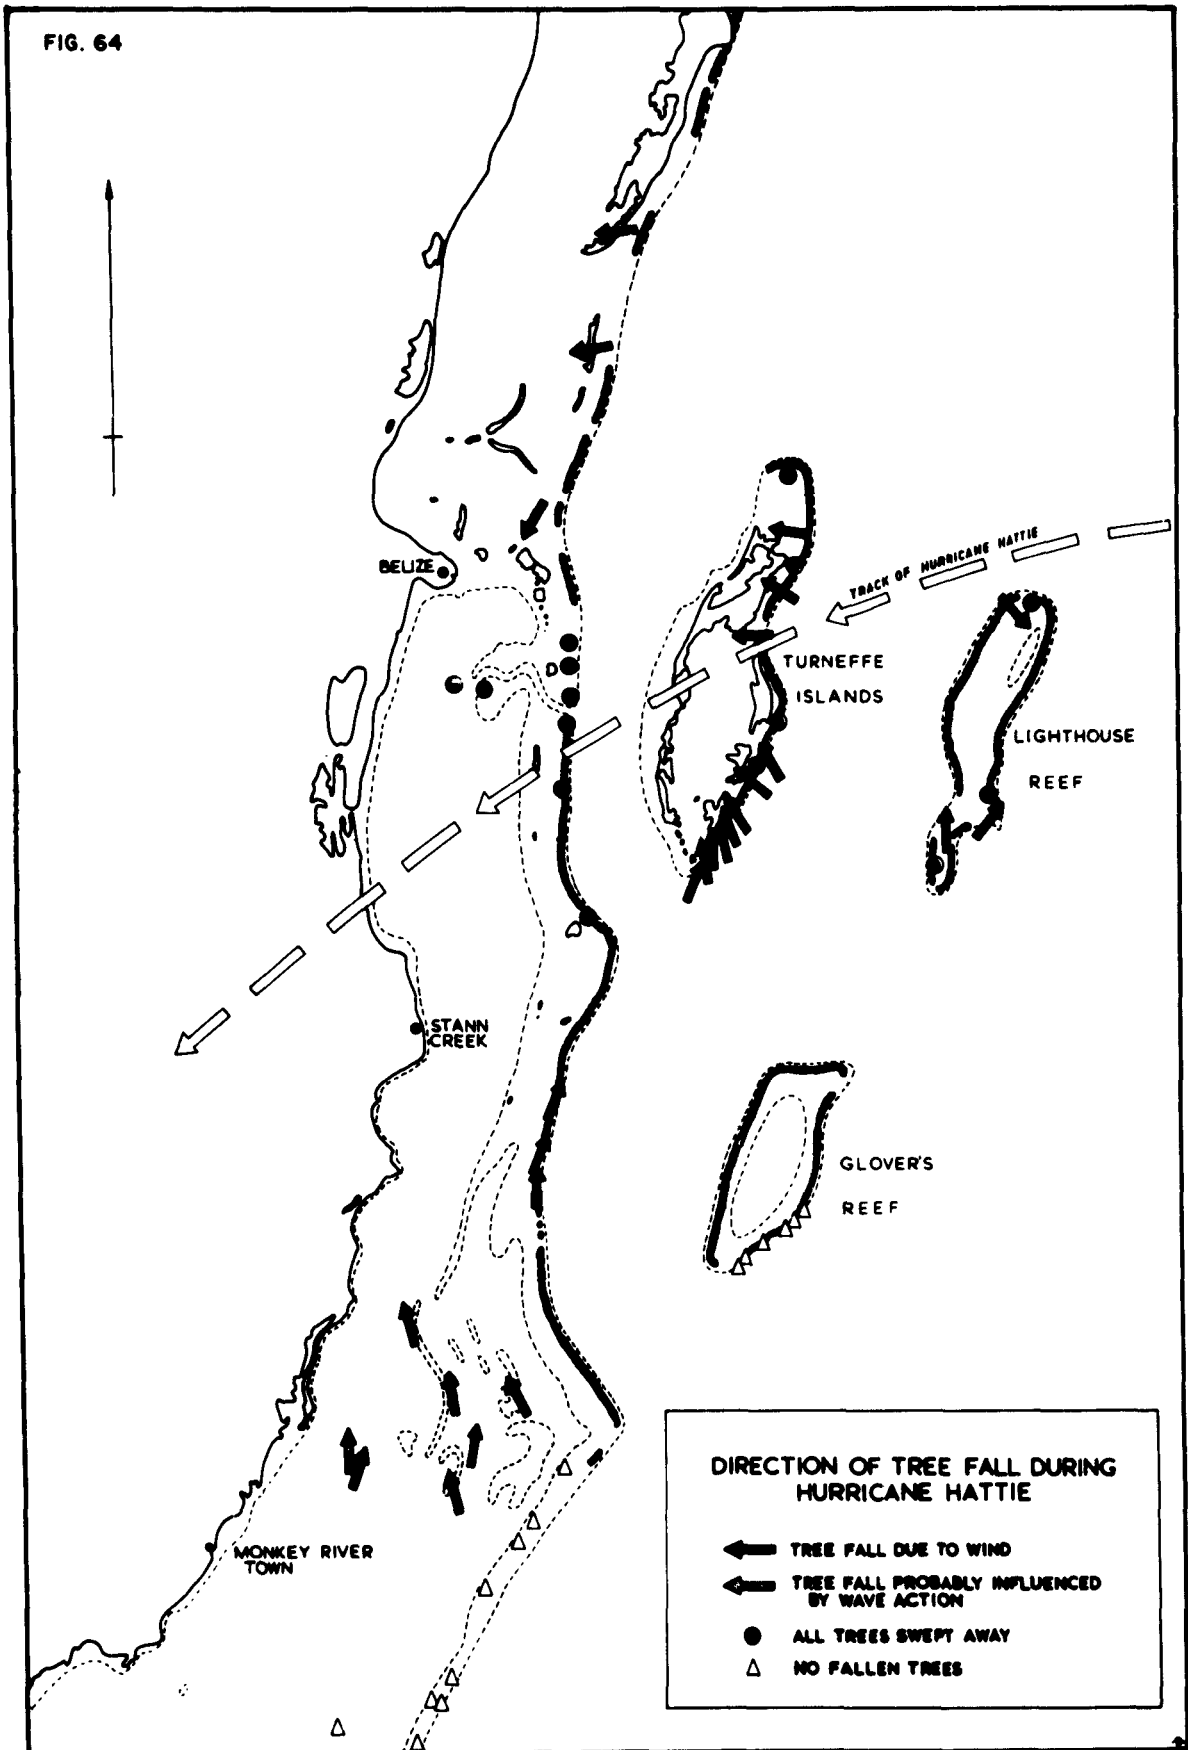 FIG. 64
BELIZE
TRACK OF HURRICANE HATTIE
TURNEFFE
ISLANDS
LIGHTHOUSE
REEF
STANN
CREEK
GLOVER'S
REEF
MONKEY RIVER
TOWN
DIRECTION OF TREE FALL DURING
HURRICANE HATTIE
TREE FALL DUE TO WIND
TREE FALL PROBABLY INFLUENCED
BY WAVE ACTION
ALL TREES SWEPT AWAY
NO FALLEN TREES